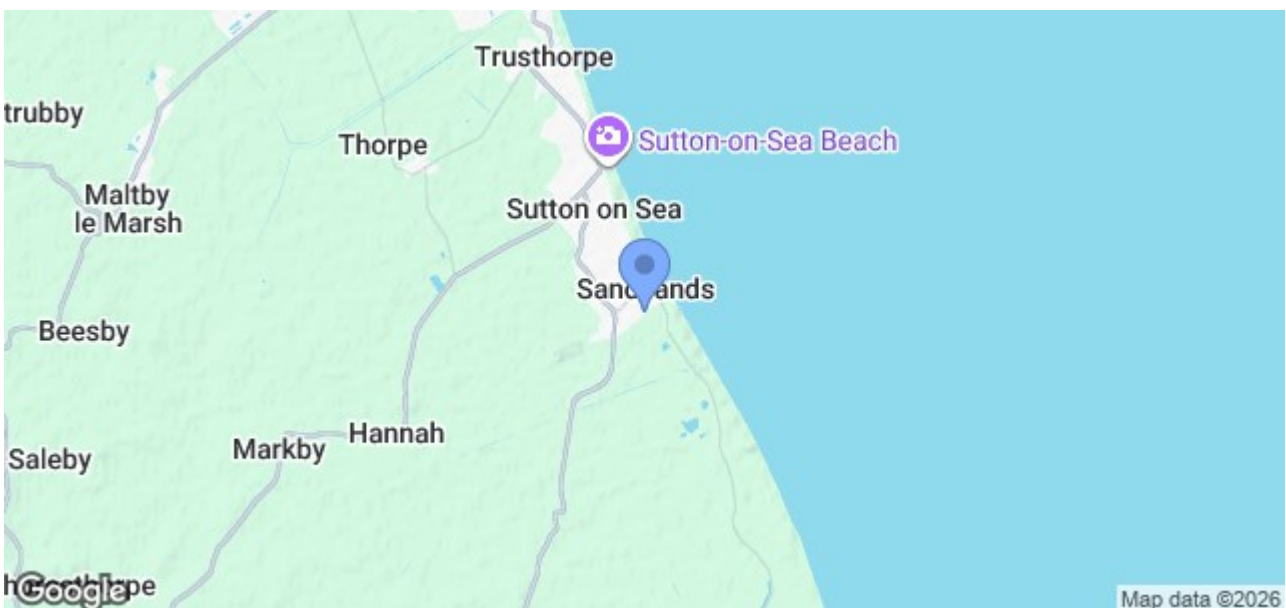 Trusthorpe
trubby
Thorpe
Sutton-on-Sea Beach
Maltby
le Marsh
Sutton on Sea
Beesby
Hannah
Markby
Saleby
Google
Map data ©2026